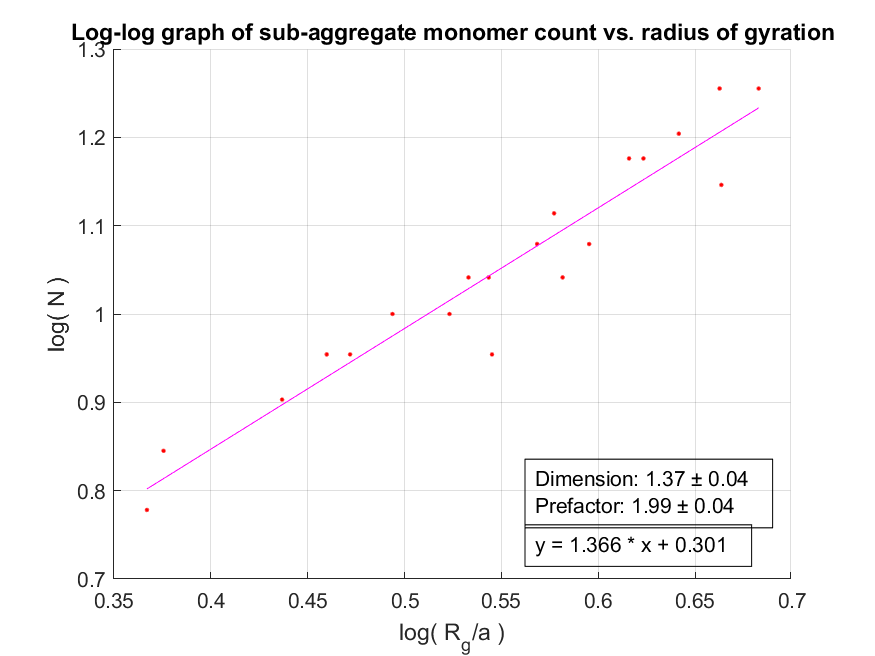 Log-log graph of sub-aggregate monomer count vs. radius of gyration
1.3
1.2
1.1
1
0.9
0.8
0.7
log( N )
Dimension: 1.37 ± 0.04
Prefactor: 1.99 ± 0.04
y = 1.366 * x + 0.301
0.35 0.4 0.45 0.5 0.55 0.6 0.65 0.7
log( R_g/a )